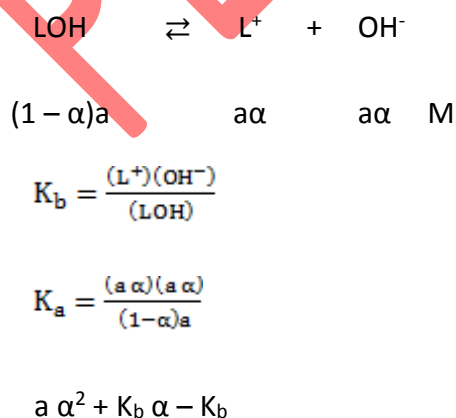 LOH ⇄ L⁺ + OH⁻
(1 – α)a aα aα M
K_b = (L⁺)(OH⁻) / (LOH)
K_a = (a α)(a α) / (1−α)a
a α² + K_b α – K_b